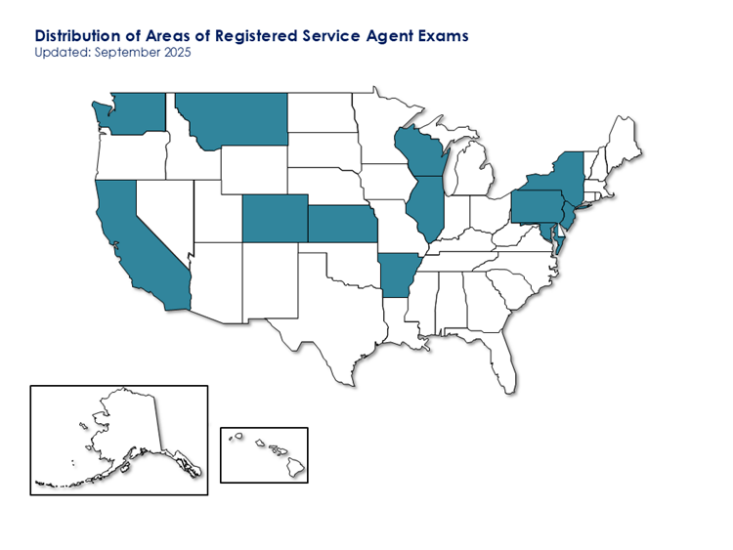 Distribution of Areas of Registered Service Agent Exams
Updated: September 2025